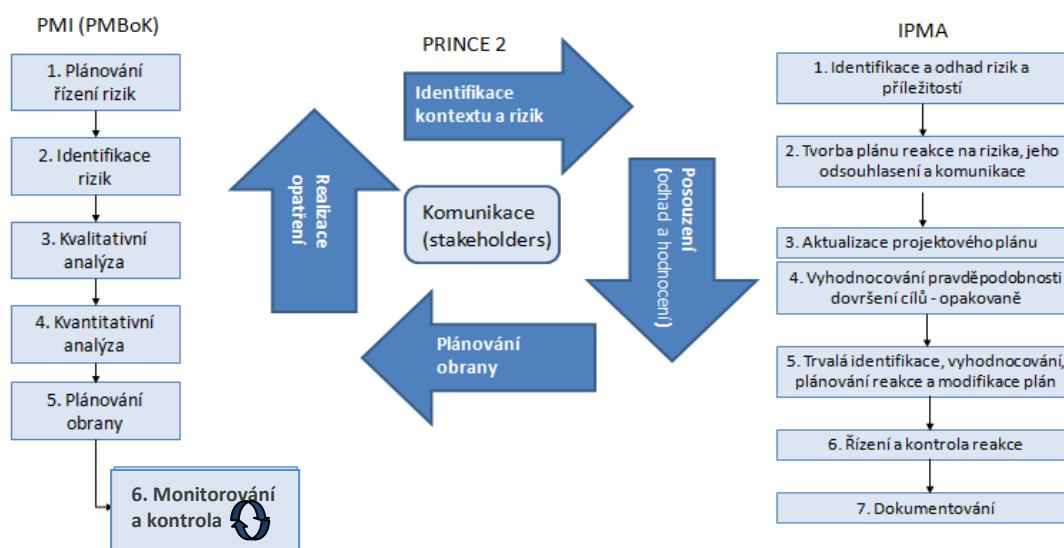 PMI (PMBoK)
1. Plánování
řízení rizik
2. Identifikace
rizik
3. Kvalitativní
analýza
4. Kvantitativní
analýza
5. Plánování
obrany
6. Monitorování
a kontrola
PRINCE 2
Identifikace
kontextu a rizik
Posouzení
(odhad a hodnocení)
Plánování
obrany
Realizace
opatření
Komunikace
(stakeholders)
IPMA
1. Identifikace a odhad rizik a
příležitostí
2. Tvorba plánu reakce na rizika, jeho
odsouhlasení a komunikace
3. Aktualizace projektového plánu
4. Vyhodnocování pravděpodobnosti
dovršení cílů - opakovaně
5. Trvalá identifikace, vyhodnocování,
plánování reakce a modifikace plán
6. Řízení a kontrola reakce
7. Dokumentování